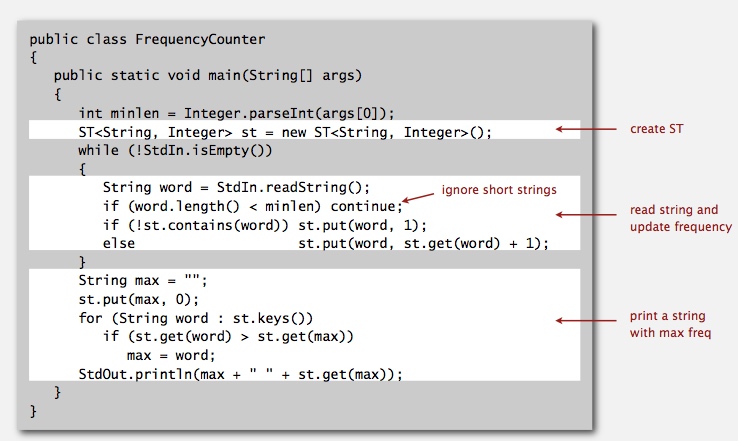 public class FrequencyCounter
{
public static void main(String[] args)
{
int minlen = Integer.parseInt(args[0]);
ST<String, Integer> st = new ST<String, Integer>();
create ST
while (!StdIn.isEmpty())
{
String word = StdIn.readString();
ignore short strings
if (word.length() < minlen) continue;
read string and
update frequency
if (!st.contains(word)) st.put(word, 1);
else st.put(word, st.get(word) + 1);
}
String max = "";
st.put(max, 0);
for (String word : st.keys())
print a string
with max freq
if (st.get(word) > st.get(max))
max = word;
StdOut.println(max + " " + st.get(max));
}
}